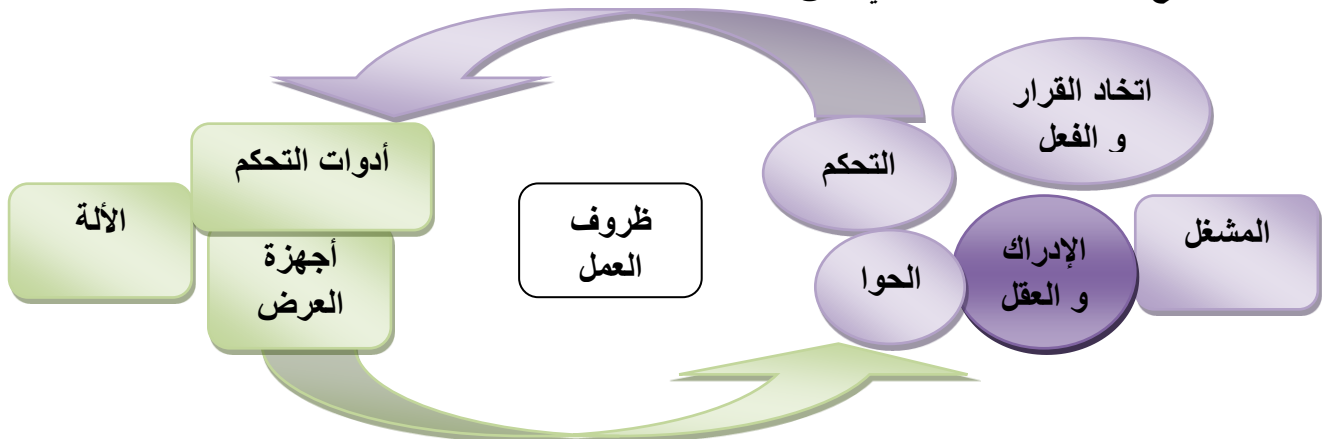 اتخاد القرار
و الفعل
التحكم
أدوات التحكم
المشغل
الإدراك
و العقل
الحوا
ظروف
العمل
أجهزة
العرض
الألة